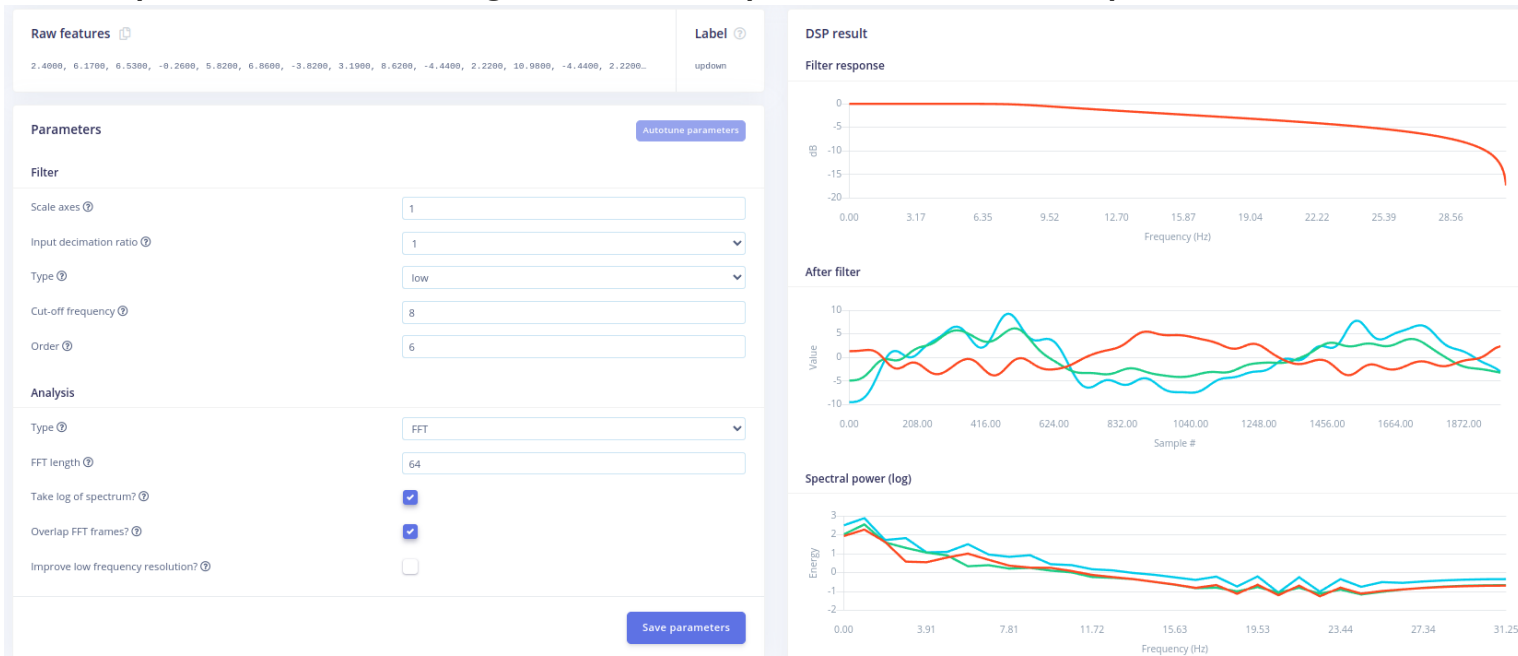 Raw features
Label
2.4000, 6.1700, 6.5300, -0.2600, 5.8200, 6.8600, -3.8200, 3.1900, 8.6200, -4.4400, 2.2200, 10.9800, -4.4400, 2.2200…
updown
Parameters
Autotune parameters
Filter
Scale axes
1
Input decimation ratio
1
Type
low
Cut-off frequency
8
Order
6
Analysis
Type
FFT
FFT length
64
Take log of spectrum?
Overlap FFT frames?
Improve low frequency resolution?
Save parameters
DSP result
Filter response
0
-5
-10
-15
-20
dB
0.00 3.17 6.35 9.52 12.70 15.87 19.04 22.22 25.39 28.56
Frequency (Hz)
After filter
10
5
0
-5
-10
Value
0.00 208.00 416.00 624.00 832.00 1040.00 1248.00 1456.00 1664.00 1872.00
Sample #
Spectral power (log)
3
2
1
0
-1
-2
Energy
0.00 3.91 7.81 11.72 15.63 19.53 23.44 27.34 31.25
Frequency (Hz)